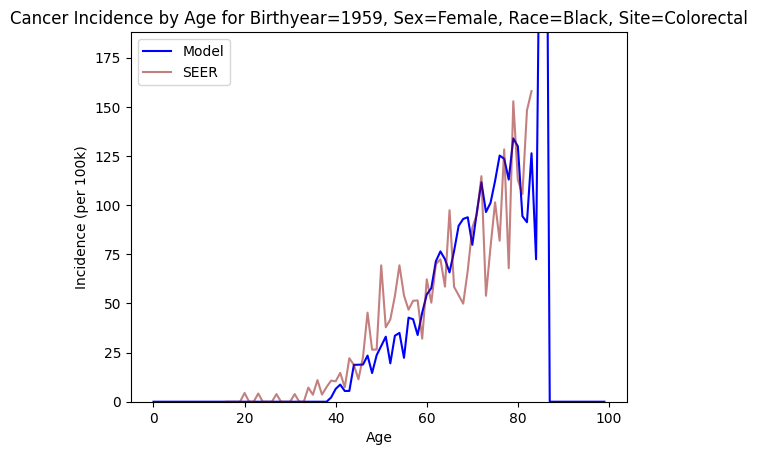 Cancer Incidence by Age for Birthyear=1959, Sex=Female, Race=Black, Site=Colorectal
Model
SEER
175
150
125
100
75
50
25
0
Incidence (per 100k)
0 20 40 60 80 100
Age